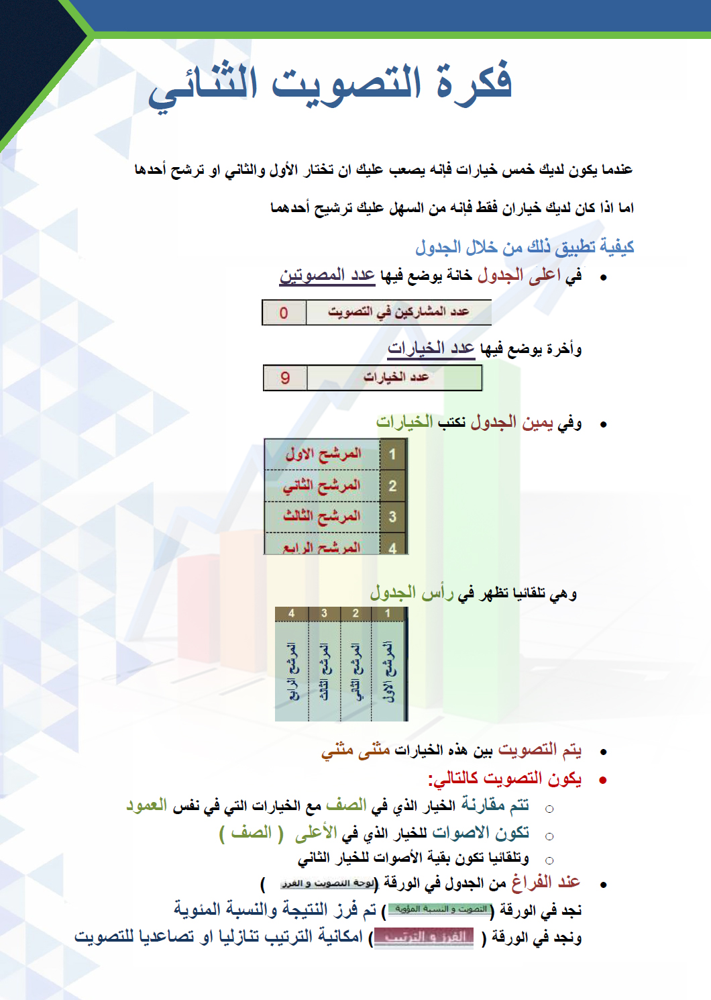 فكرة التصويت الثنائي
عندما يكون لديك خمس خيارات فإنه يصعب عليك ان تختار الأول والثاني او ترشح أحدها
اما اذا كان لديك خياران فقط فإنه من السهل عليك ترشيح أحدهما
كيفية تطبيق ذلك من خلال الجدول
• في اعلى الجدول خانة يوضع فيها عدد المصوتين
عدد المشاركين في التصويت 0
وأخرة يوضع فيها عدد الخيارات
عدد الخيارات 9
• وفي يمين الجدول نكتب الخيارات
1 المرشح الاول
2 المرشح الثاني
3 المرشح الثالث
4 المرشح الرابع
وهي تلقائيا تظهر في رأس الجدول
1 2 3 4
المرشح الاول
المرشح الثاني
المرشح الثالث
المرشح الرابع
• يتم التصويت بين هذه الخيارات مثنى مثني
• يكون التصويت كالتالي:
○ تتم مقارنة الخيار الذي في الصف مع الخيارات التي في نفس العمود
○ تكون الاصوات للخيار الذي في الأعلى ( الصف )
○ وتلقائيا تكون بقية الأصوات للخيار الثاني
• عند الفراغ من الجدول في الورقة (لوحة التصويت و الفرز )
نجد في الورقة (التصويت و النسبة المؤوية) تم فرز النتيجة والنسبة المئوية
ونجد في الورقة ( الفرز و الترتيب) امكانية الترتيب تنازليا او تصاعديا للتصويت